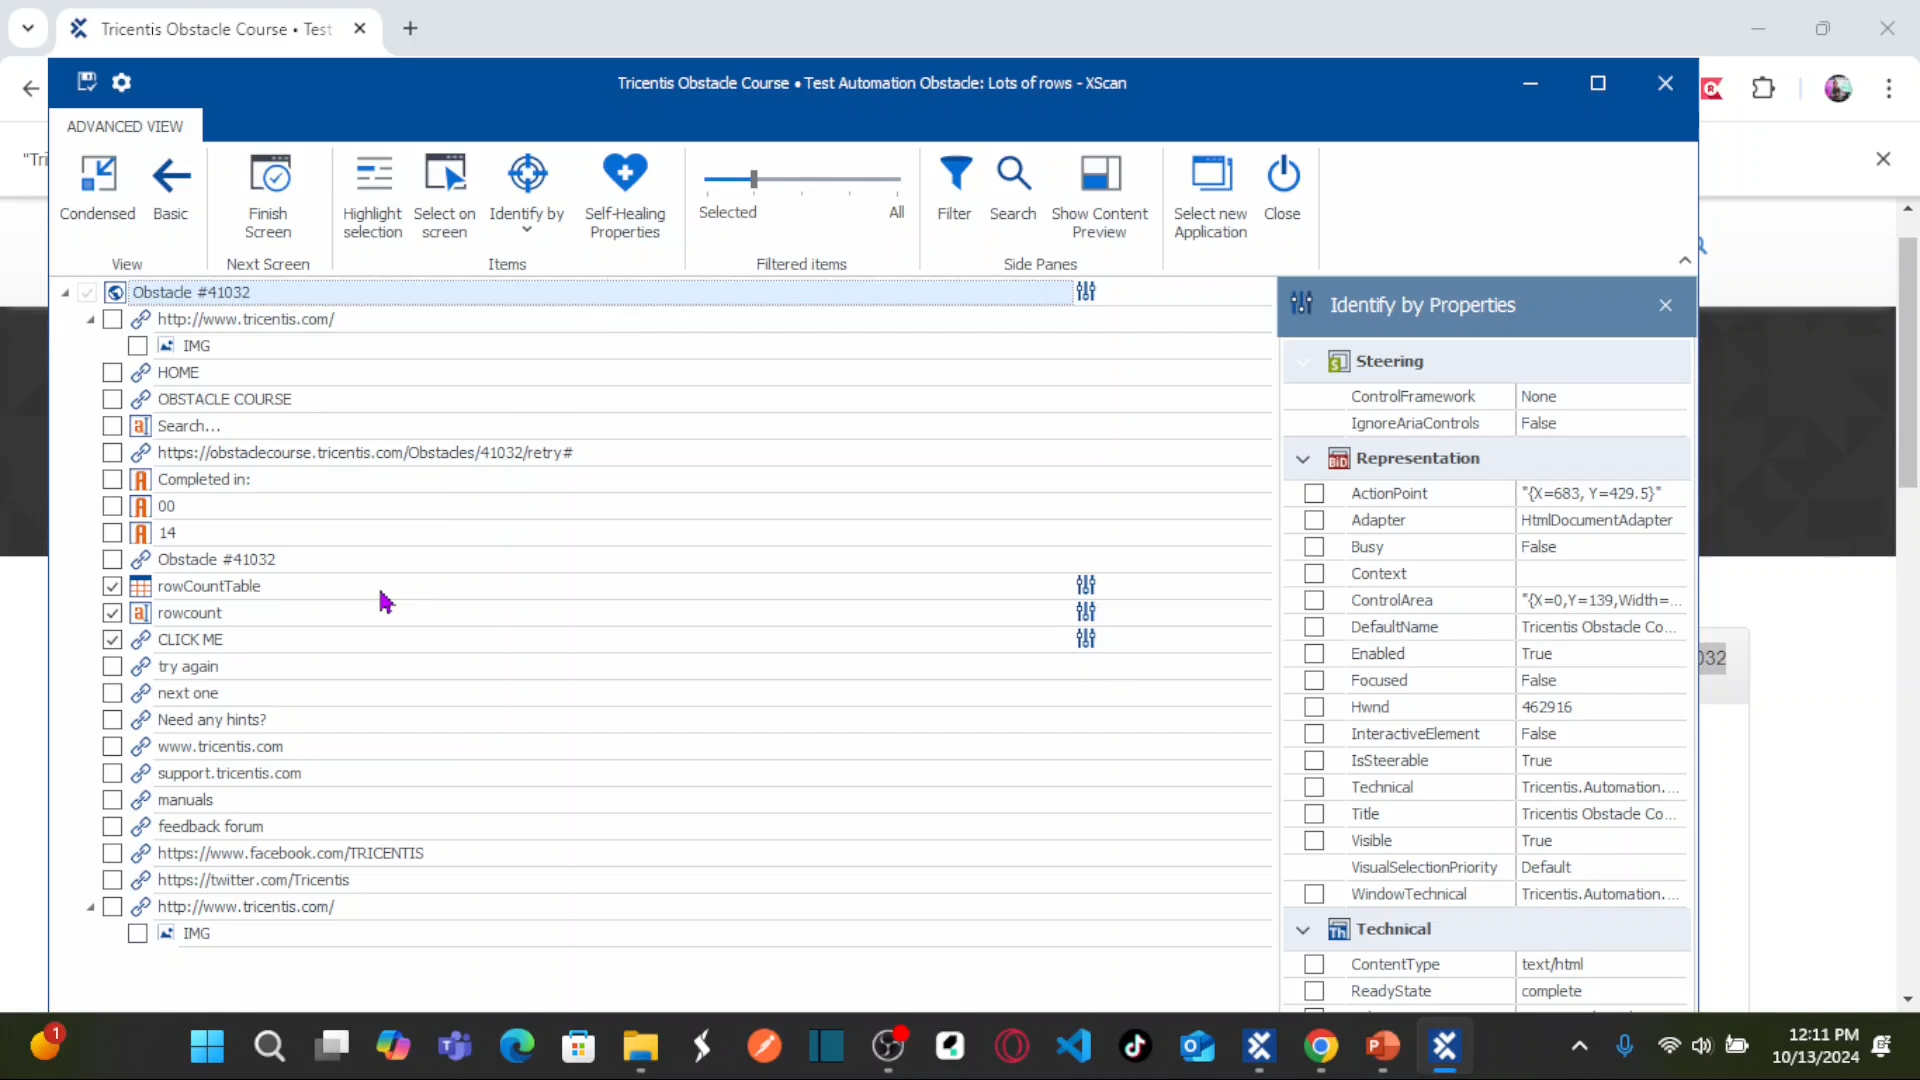 Tricentis Obstacle Course • Test
"Tri
Tricentis Obstacle Course • Test Automation Obstacle: Lots of rows - XScan
ADVANCED VIEW
Condensed
Basic
View
Finish Screen
Next Screen
Highlight selection
Select on screen
Identify by
Self-Healing Properties
Items
Selected
All
Filtered items
Filter
Search
Show Content Preview
Side Panes
Select new Application
Close
Obstacle #41032
http://www.tricentis.com/
IMG
HOME
OBSTACLE COURSE
Search...
https://obstaclecourse.tricentis.com/Obstacles/41032/retry#
Completed in:
00
14
Obstacle #41032
rowCountTable
rowcount
CLICK ME
try again
next one
Need any hints?
www.tricentis.com
support.tricentis.com
manuals
feedback forum
https://www.facebook.com/TRICENTIS
https://twitter.com/Tricentis
http://www.tricentis.com/
IMG
Identify by Properties
Steering
ControlFramework None
IgnoreAriaControls False
Representation
ActionPoint "{X=683, Y=429.5}"
Adapter HtmlDocumentAdapter
Busy False
Context
ControlArea "{X=0,Y=139,Width=...
DefaultName Tricentis Obstacle Co...
Enabled True
Focused False
Hwnd 462916
InteractiveElement False
IsSteerable True
Technical Tricentis.Automation....
Title Tricentis Obstacle Co...
Visible True
VisualSelectionPriority Default
WindowTechnical Tricentis.Automation....
Technical
ContentType text/html
ReadyState complete
032
1
12:11 PM
10/13/2024